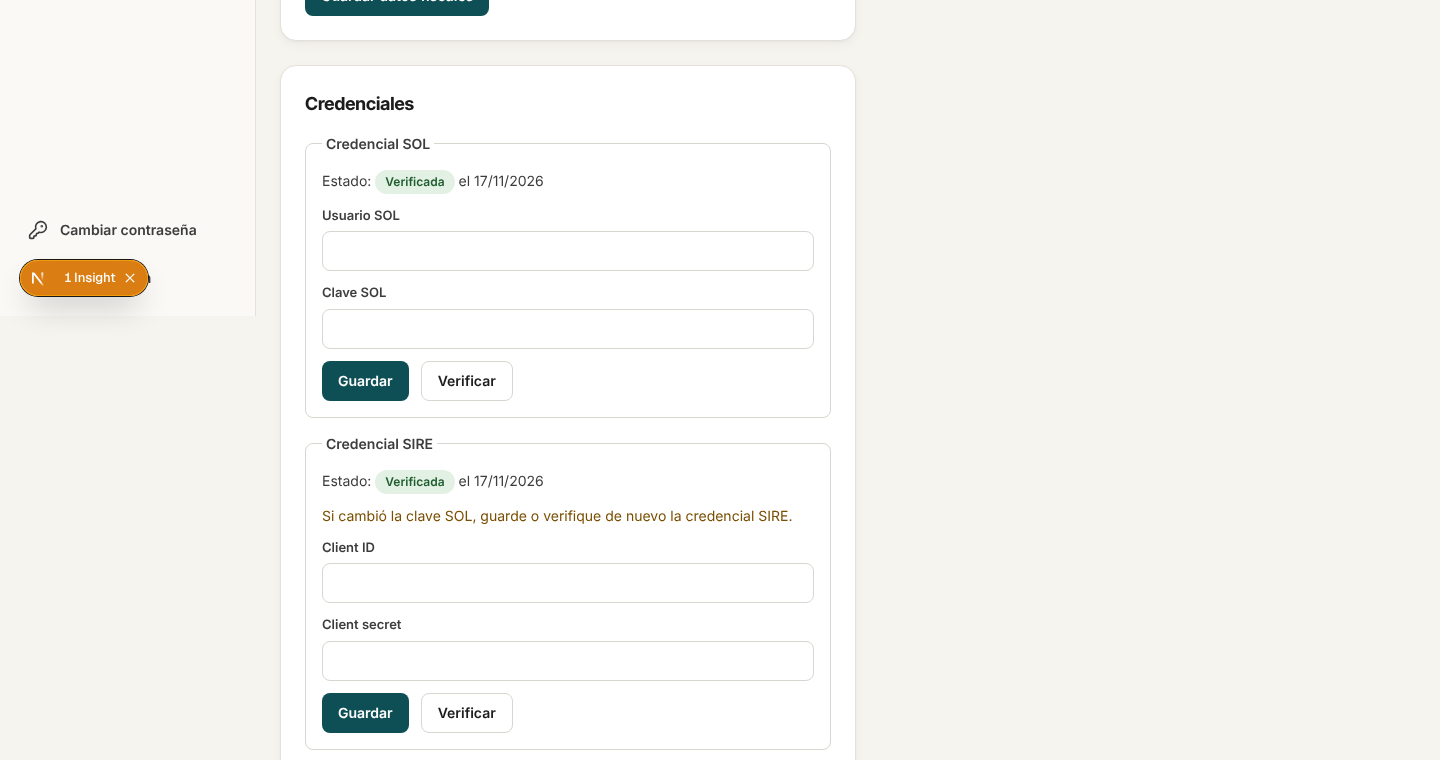 Credenciales
Credencial SOL
Estado: Verificada el 17/11/2026
Usuario SOL
Clave SOL
Guardar
Verificar
Credencial SIRE
Estado: Verificada el 17/11/2026
Si cambió la clave SOL, guarde o verifique de nuevo la credencial SIRE.
Client ID
Client secret
Guardar
Verificar
Cambiar contraseña
N 1 Insight